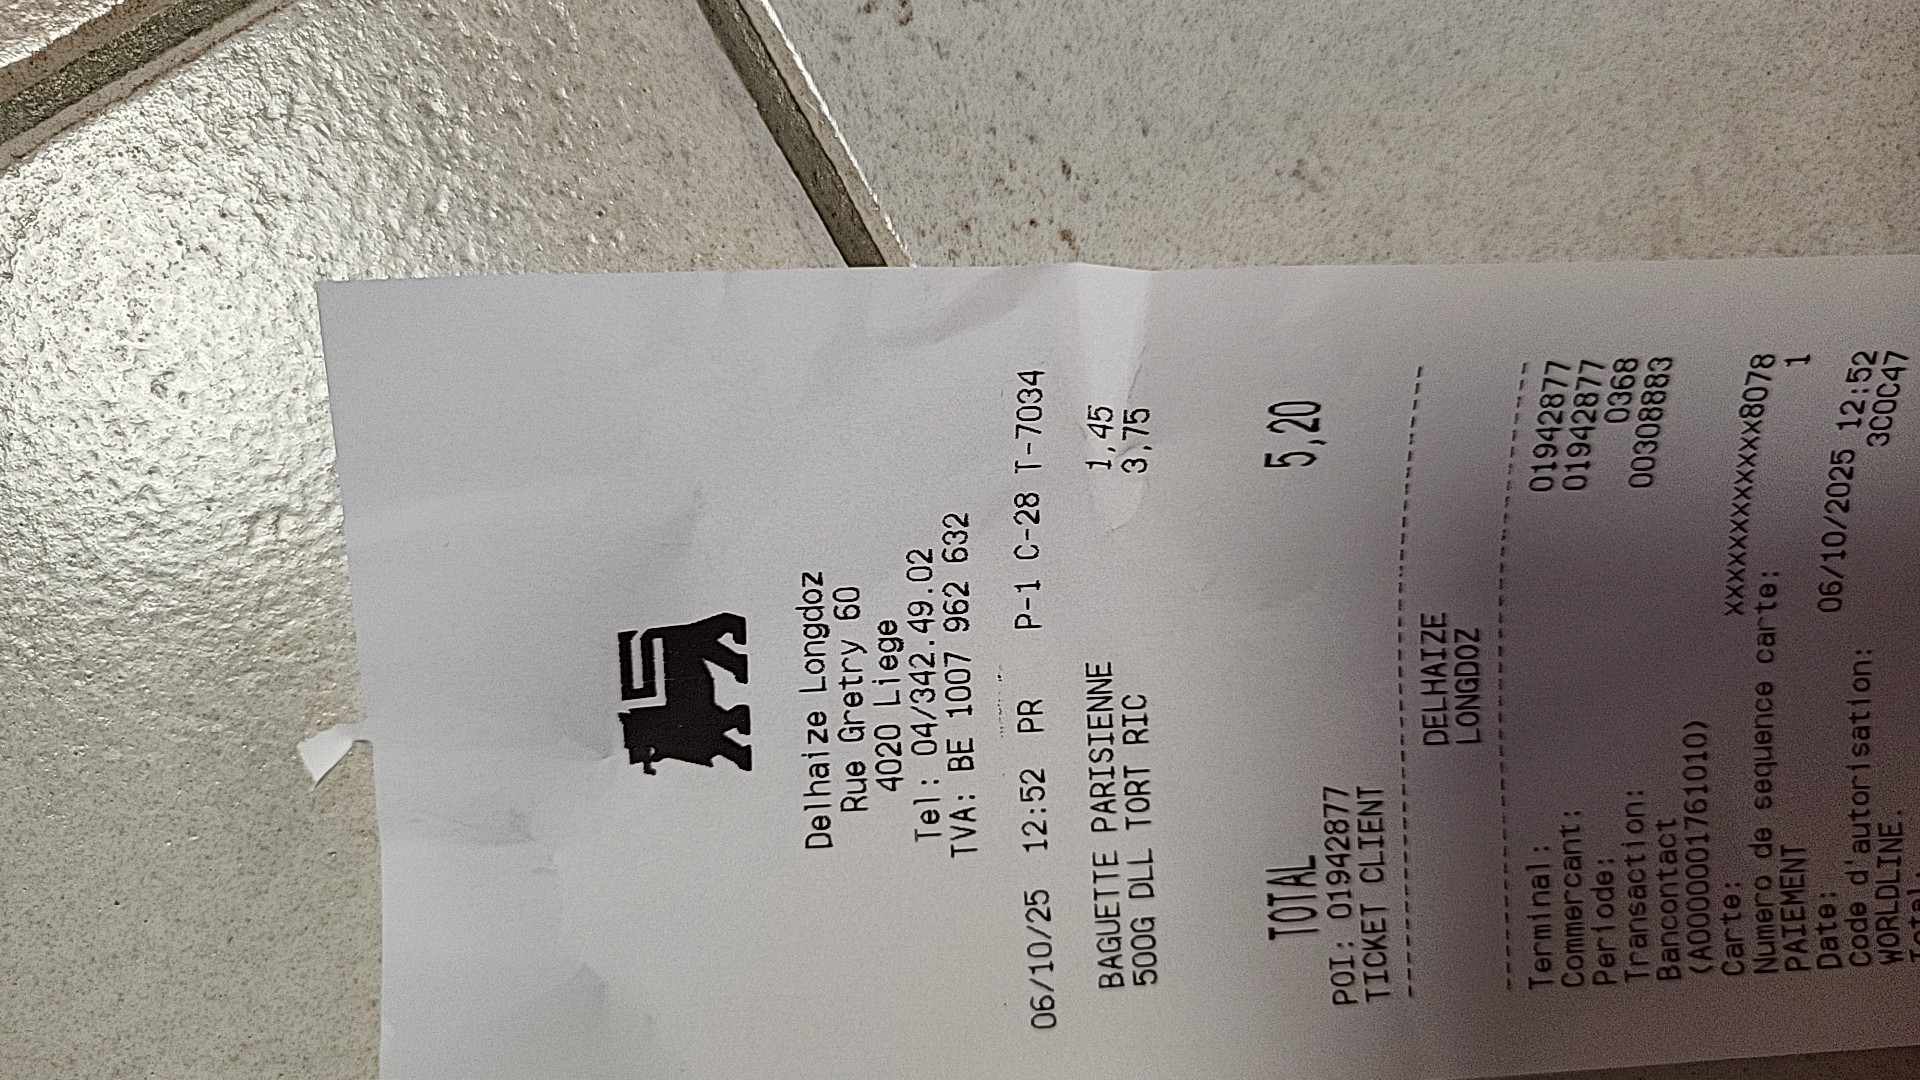 Delhaize Longdoz
Rue Gretry 60
4020 Liege
Tel: 04/342.49.02
TVA: BE 1007 962 632
06/10/25 12:52 PR P-1 C-28 T-7034
BAGUETTE PARISIENNE 1,45
500G DLL TORT RIC 3,75
TOTAL 5,20
POI: 01942877
TICKET CLIENT
DELHAIZE
LONGDOZ
Terminal: 01942877
Commercant: 01942877
Periode: 0368
Transaction: 00308883
Bancontact
(A0000001761010)
Carte: xxxxxxxxxxxxx8078
Numero de sequence carte: 1
PAIEMENT
Date: 06/10/2025 12:52
Code d'autorisation: 3C0C47
WORLDLINE.
Total: